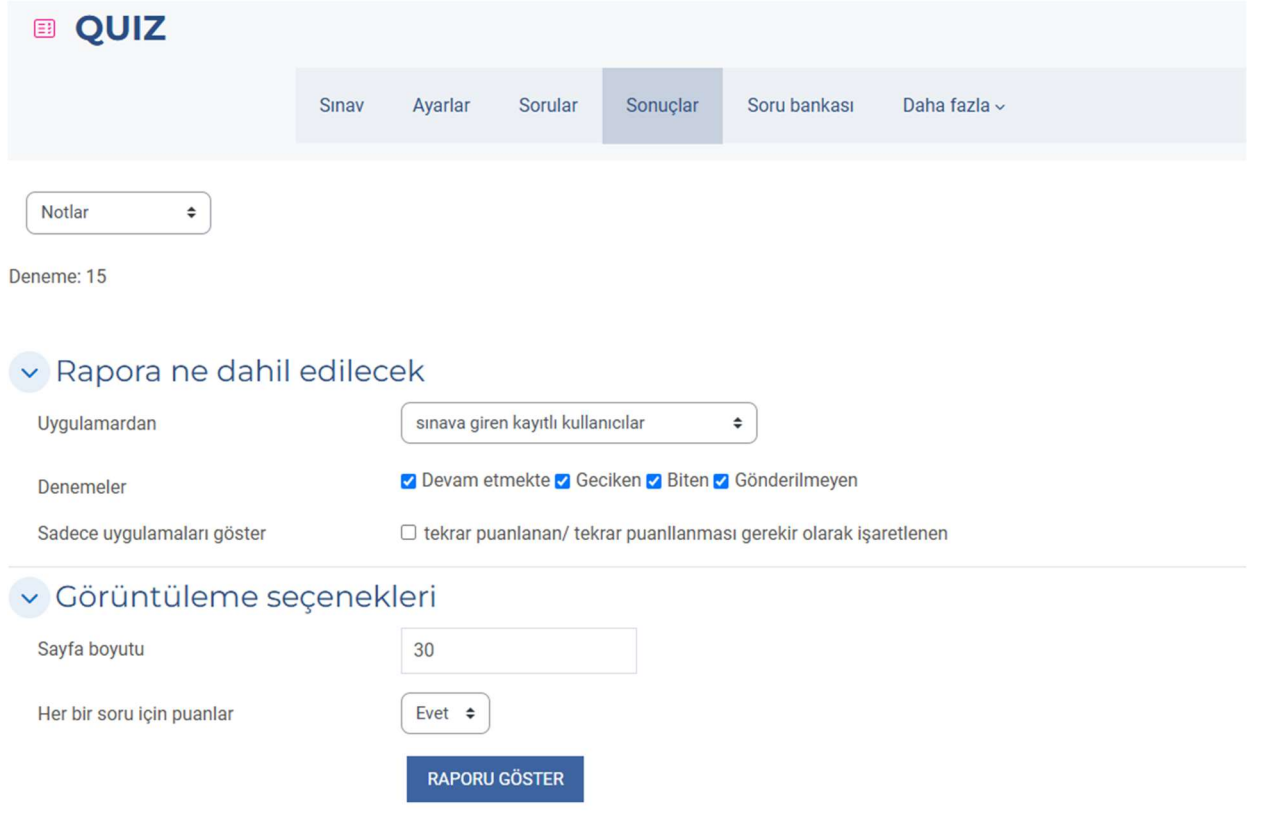 QUIZ
Sınav Ayarlar Sorular Sonuçlar Soru bankası Daha fazla
Notlar
Deneme: 15
Rapora ne dahil edilecek
Uygulamardan sınava giren kayıtlı kullanıcılar
Denemeler Devam etmekte Geciken Biten Gönderilmeyen
Sadece uygulamaları göster tekrar puanlanan/ tekrar puanllanması gerekir olarak işaretlenen
Görüntüleme seçenekleri
Sayfa boyutu 30
Her bir soru için puanlar Evet
RAPORU GÖSTER